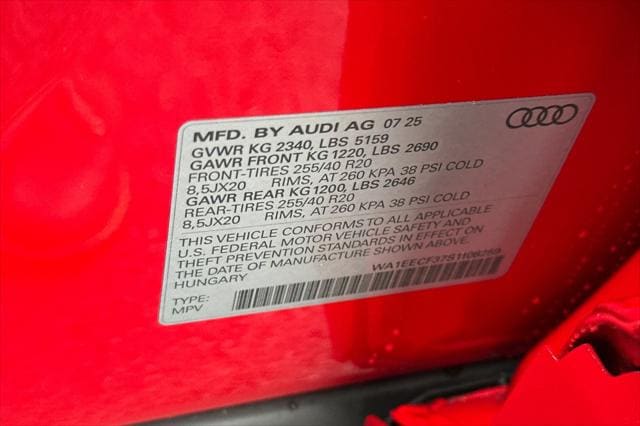 MFD. BY AUDI AG 07 25
GVWR KG 2340, LBS 5159
GAWR FRONT KG 1220, LBS 2690
FRONT-TIRES 255/40 R20
8,5JX20 RIMS, AT 260 KPA 38 PSI COLD
GAWR REAR KG 1200, LBS 2646
REAR-TIRES 255/40 R20
8,5JX20 RIMS, AT 260 KPA 38 PSI COLD
THIS VEHICLE CONFORMS TO ALL APPLICABLE
U.S. FEDERAL MOTOR VEHICLE SAFETY AND
THEFT PREVENTION STANDARDS IN EFFECT ON
THE DATE OF MANUFACTURE SHOWN ABOVE.
HUNGARY
TYPE:
MPV